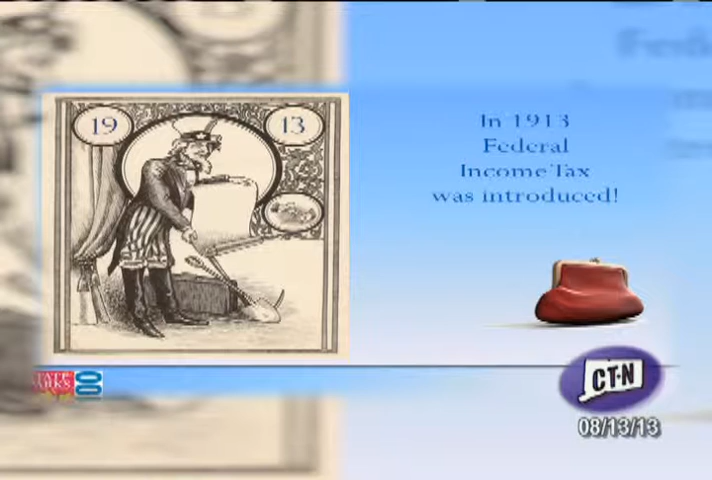 19
13
In 1913
Federal
Income Tax
was introduced!
CT-N
08/13/13